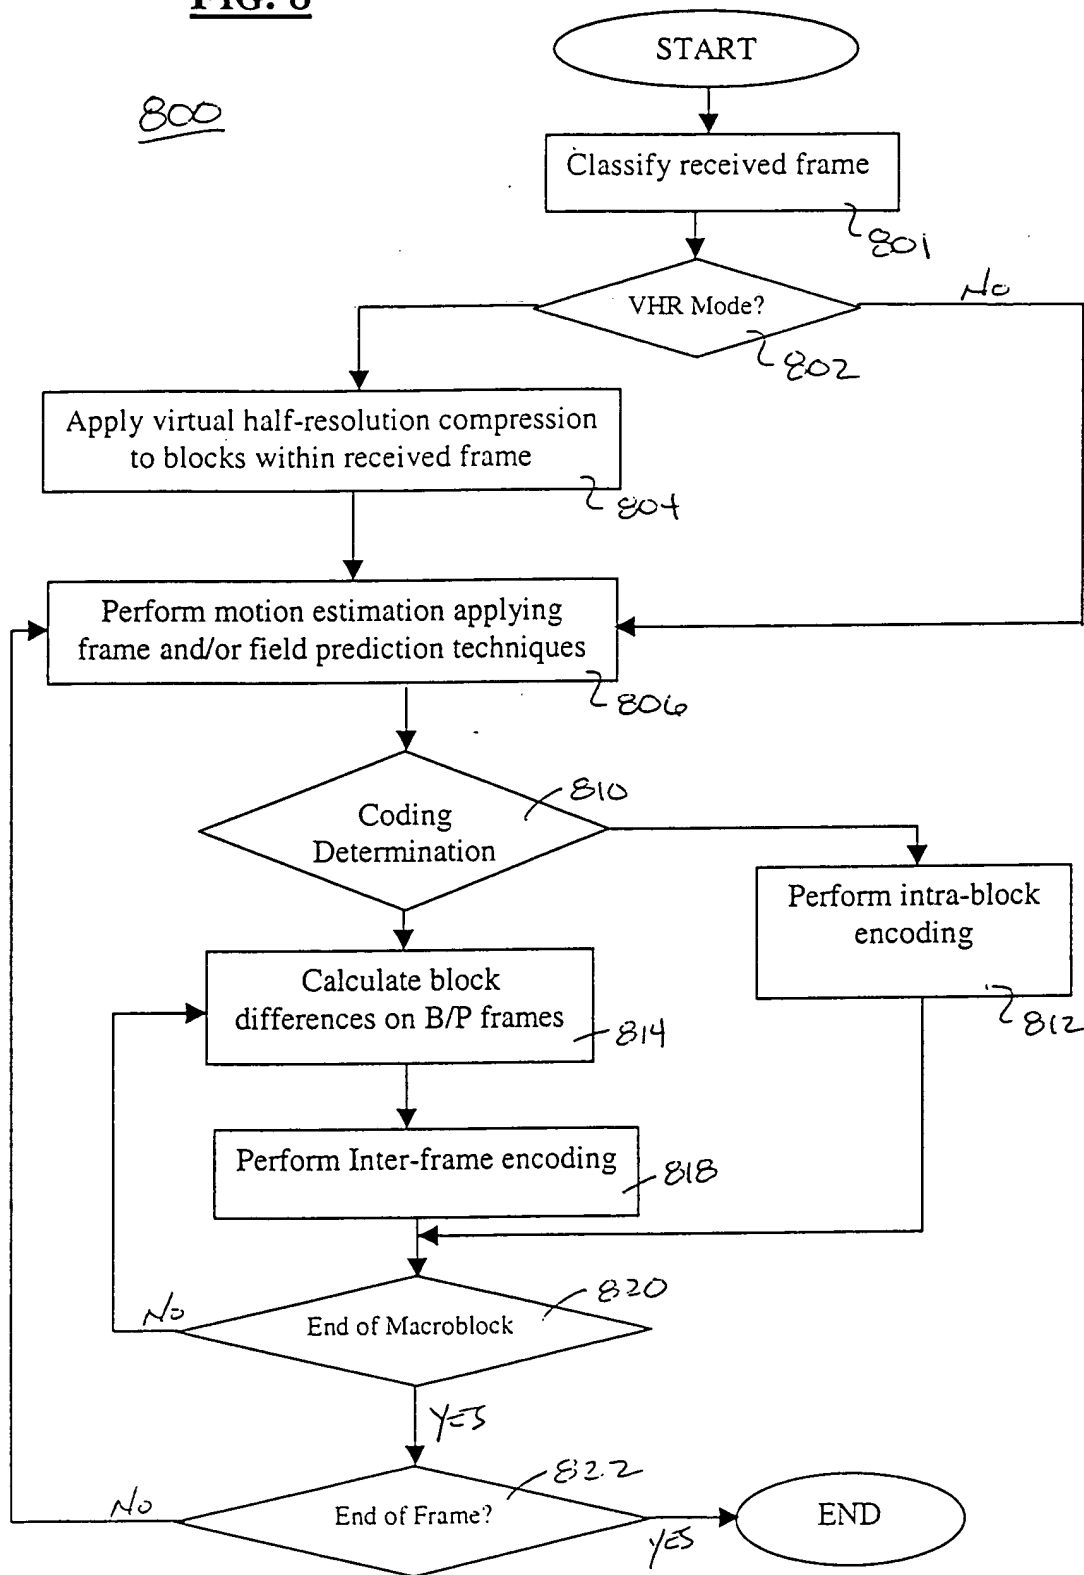 FIG. 8
800
START
Classify received frame
801
VHR Mode?
No
802
Apply virtual half-resolution compression
to blocks within received frame
804
Perform motion estimation applying
frame and/or field prediction techniques
806
810
Coding
Determination
Perform intra-block
encoding
812
Calculate block
differences on B/P frames
814
Perform Inter-frame encoding
818
820
End of Macroblock
No
YES
822
End of Frame?
No
YES
END